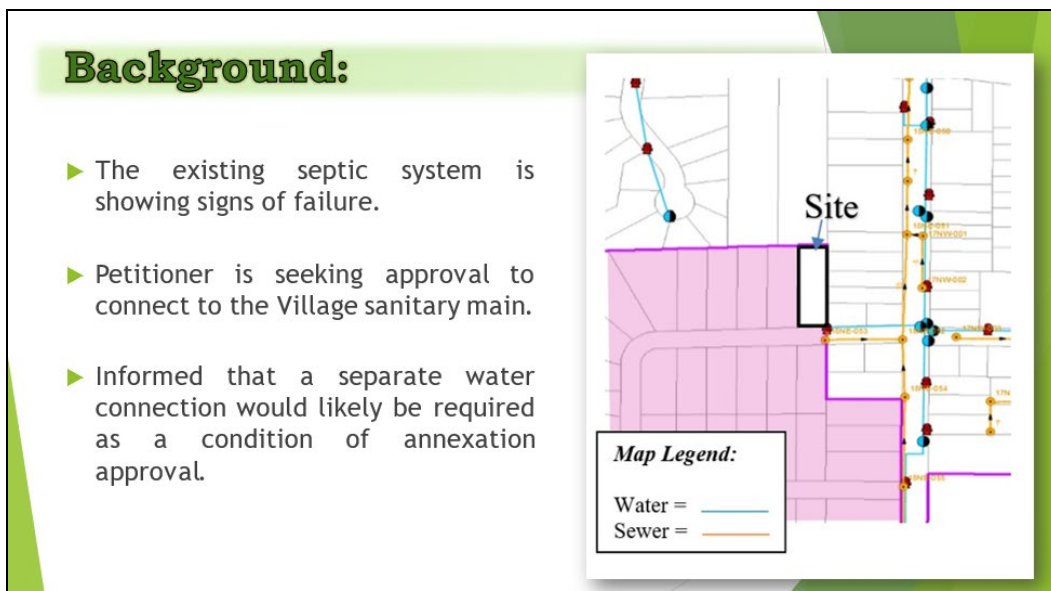 Background:
The existing septic system is
showing signs of failure.
Petitioner is seeking approval to
connect to the Village sanitary main.
Informed that a separate water
connection would likely be required
as a condition of annexation
approval.
Site
17NW-002
Map Legend:
Water =
Sewer =